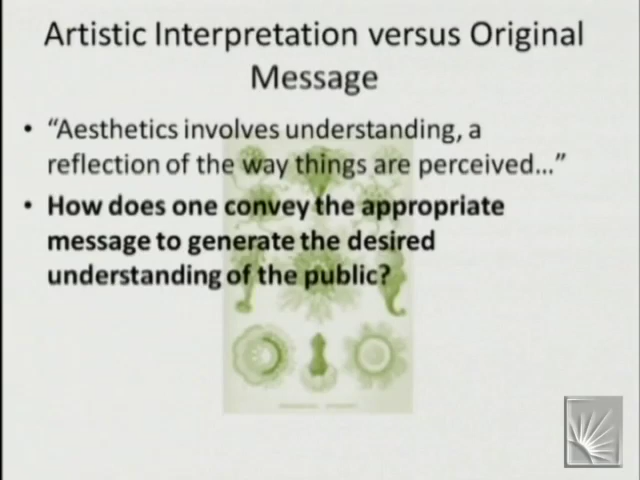 Artistic Interpretation versus Original
Message
• “Aesthetics involves understanding, a
reflection of the way things are perceived…”
• How does one convey the appropriate
message to generate the desired
understanding of the public?